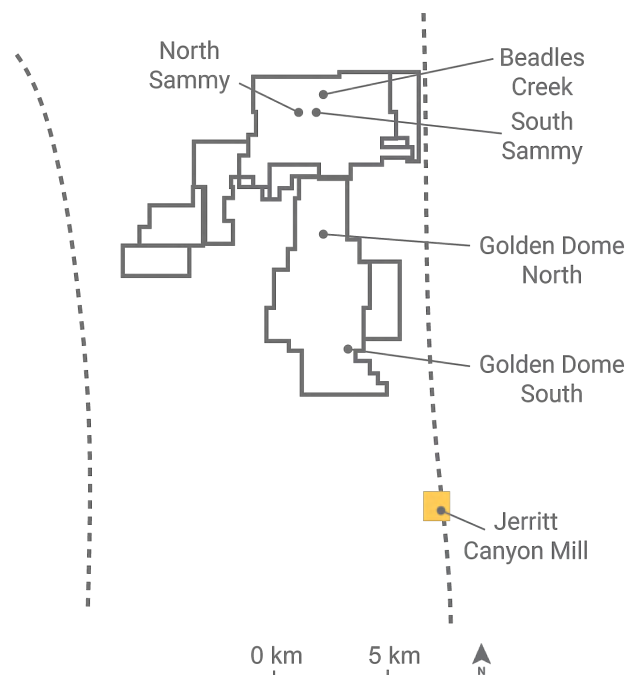 North
Sammy
Beadles
Creek
South
Sammy
Golden Dome
North
Golden Dome
South
Jerritt
Canyon Mill
0 km
5 km
N